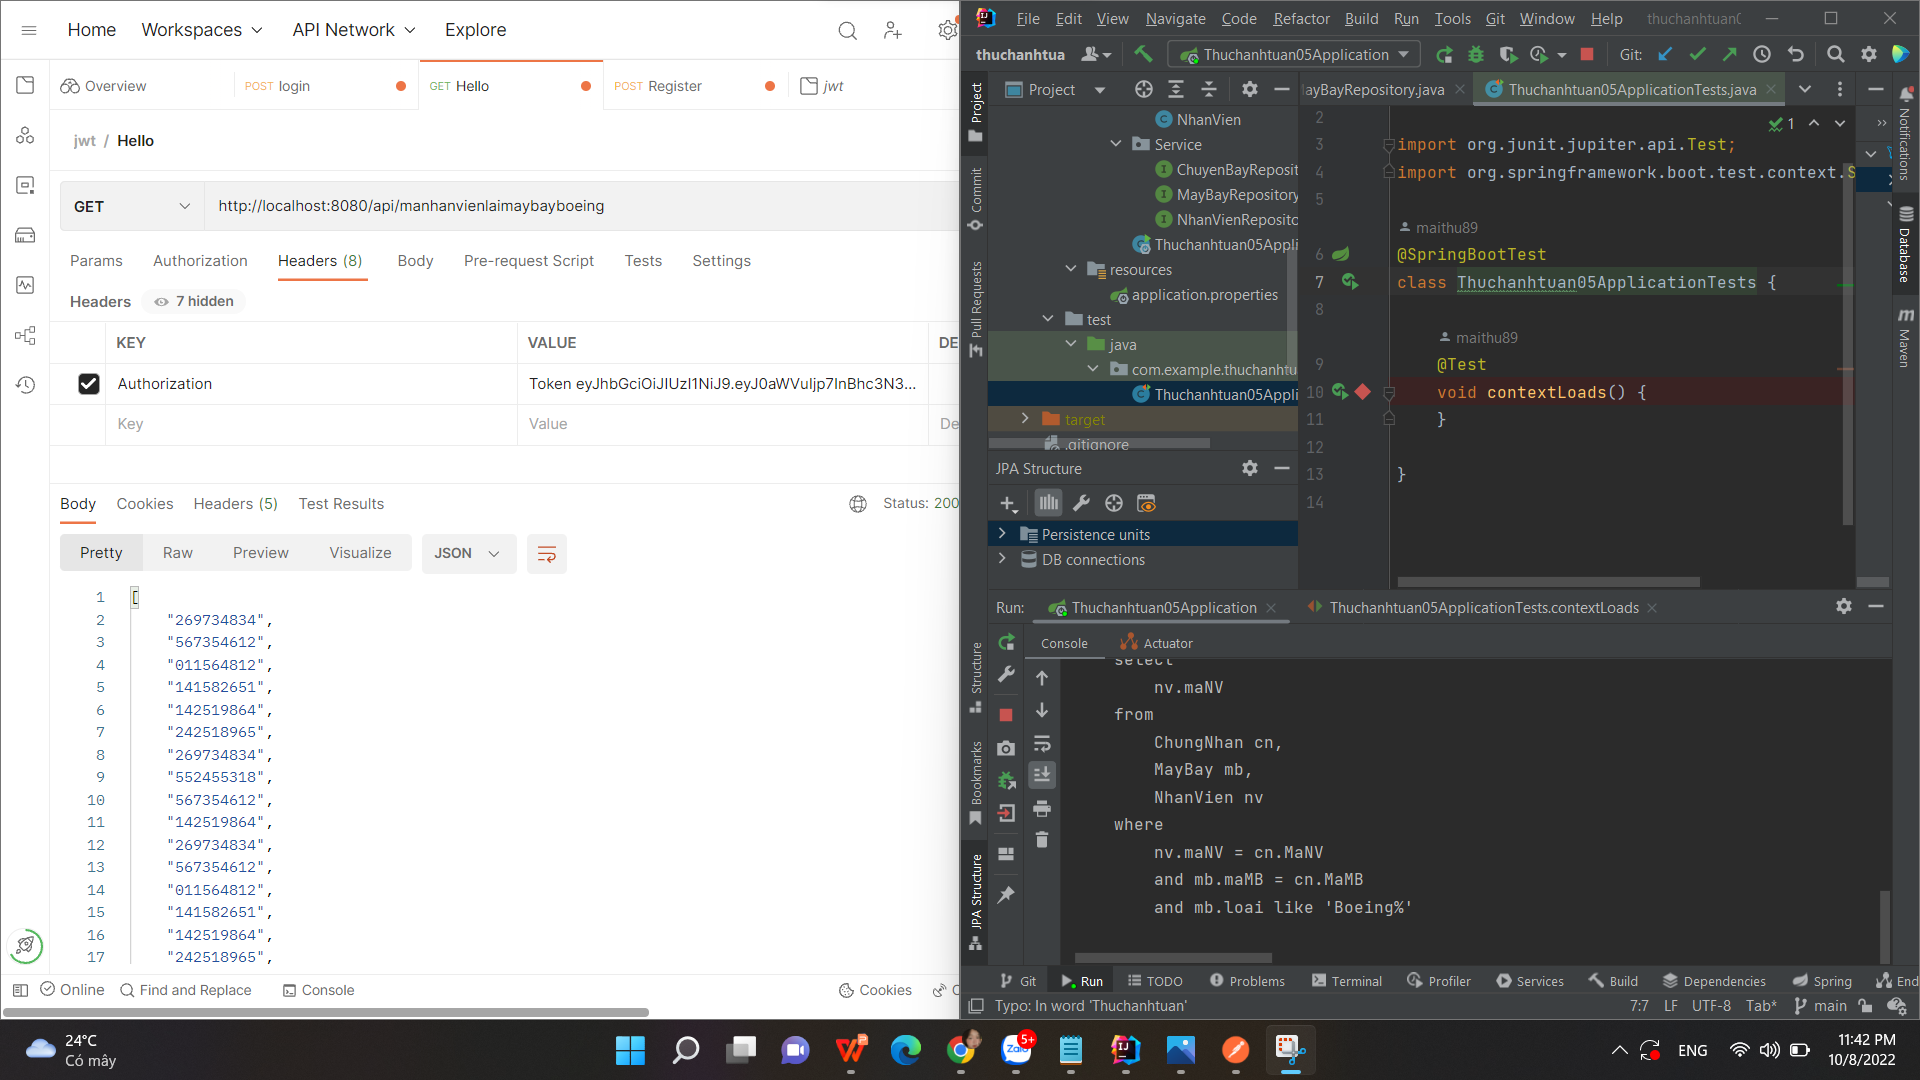 Home Workspaces API Network Explore
Overview POST login GET Hello POST Register jwt
jwt / Hello
GET http://localhost:8080/api/manhanvienlaimaybayboeing
Params Authorization Headers (8) Body Pre-request Script Tests Settings
Headers 7 hidden
KEY VALUE DE
Authorization Token eyJhbGciOiJIUzI1NiJ9.eyJ0aWVuIjp7InBhc3N3...
Key Value De
Body Cookies Headers (5) Test Results Status: 200
Pretty Raw Preview Visualize JSON
1 [
2 "269734834",
3 "567354612",
4 "011564812",
5 "141582651",
6 "142519864",
7 "242518965",
8 "269734834",
9 "552455318",
10 "567354612",
11 "142519864",
12 "269734834",
13 "567354612",
14 "011564812",
15 "141582651",
16 "142519864",
17 "242518965",
Online Find and Replace Console Cookies C
File Edit View Navigate Code Refactor Build Run Tools Git Window Help thuchanhtuan0
thuchanhtua Thuchanhtuan05Application Git:
Project ayBayRepository.java Thuchanhtuan05ApplicationTests.java
NhanVien
Service
ChuyenBayReposit
MayBayRepository
NhanVienReposito
Thuchanhtuan05Appli
resources
application.properties
test
java
com.example.thuchanhtu
Thuchanhtuan05Appli
target
.gitignore
JPA Structure
Persistence units
DB connections
Project
Commit
Pull Requests
Structure
Bookmarks
JPA Structure
1
2
3 import org.junit.jupiter.api.Test;
4 import org.springframework.boot.test.context.S
5
maithu89
6 @SpringBootTest
7 class Thuchanhtuan05ApplicationTests {
8
maithu89
9 @Test
10 void contextLoads() {
11 }
12
13 }
14
Notifications
Database
Maven
Run: Thuchanhtuan05Application Thuchanhtuan05ApplicationTests.contextLoads
Console Actuator
select
nv.maNV
from
ChungNhan cn,
MayBay mb,
NhanVien nv
where
nv.maNV = cn.MaNV
and mb.maMB = cn.MaMB
and mb.loai like 'Boeing%'
Git Run TODO Problems Terminal Profiler Services Build Dependencies Spring End
Typo: In word 'Thuchanhtuan' 7:7 LF UTF-8 Tab* main
24°C
Có mây
Zalo 5+
ENG
11:42 PM
10/8/2022